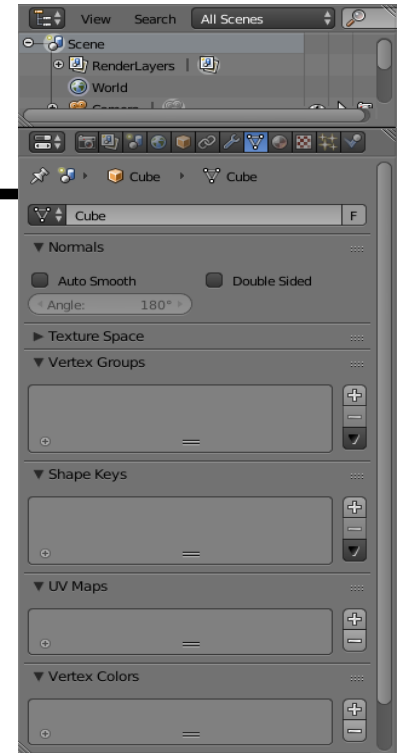 View Search All Scenes
Scene
RenderLayers |
World
Camera |
Cube Cube
Cube F
Normals
Auto Smooth Double Sided
Angle: 180°
Texture Space
Vertex Groups
Shape Keys
UV Maps
Vertex Colors